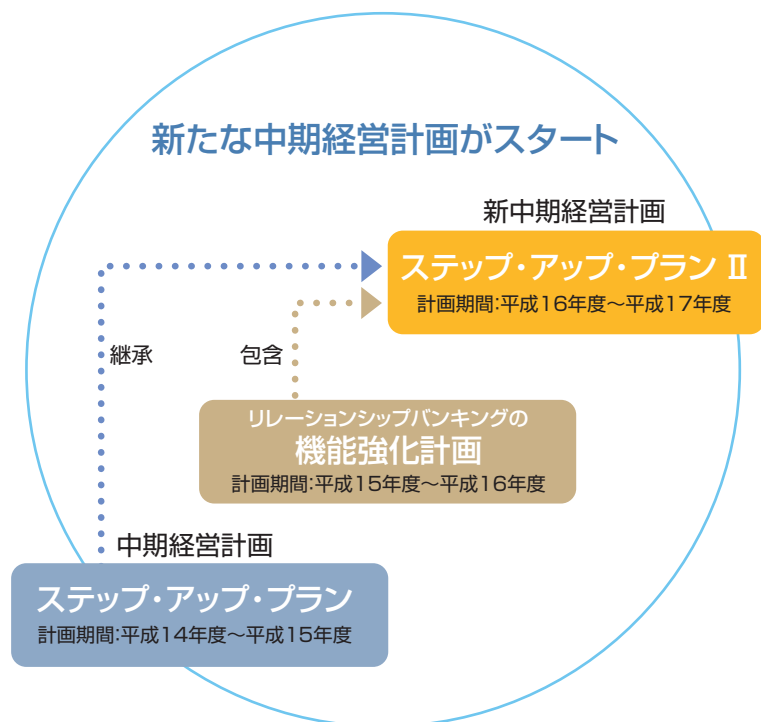 新たな中期経営計画がスタート
新中期経営計画
ステップ・アップ・プラン Ⅱ
計画期間:平成16年度～平成17年度
継承
包含
リレーションシップバンキングの
機能強化計画
計画期間:平成15年度～平成16年度
中期経営計画
ステップ・アップ・プラン
計画期間:平成14年度～平成15年度